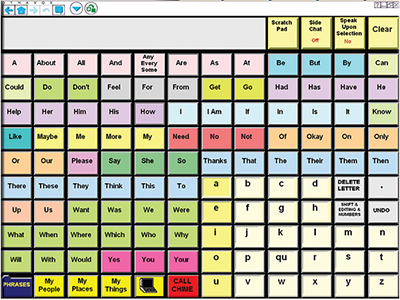 Scratch Pad
Side Chat
Off
Speak Upon Selection
No
Clear
A About All And Any Every Some Are As At Be But By Can
Could Do Don't Feel For From Get Go Had Has Have He
Help Her Him His How I I Am If In Is It Know
Like Maybe Me More My Need No Not Of Okay On Only
Or Our Please Say She So Thanks That The Their Them Then
There These They Think This To a b c d DELETE LETTER .
Up Us Want Was We Were e f g h SHIFT & EDITING & NUMBERS UNDO
What When Where Which Who Why i j k l m n
Will With Would Yes You Your o p q r s t
PHRASES My People My Places My Things CALL CHIME u v w x y z